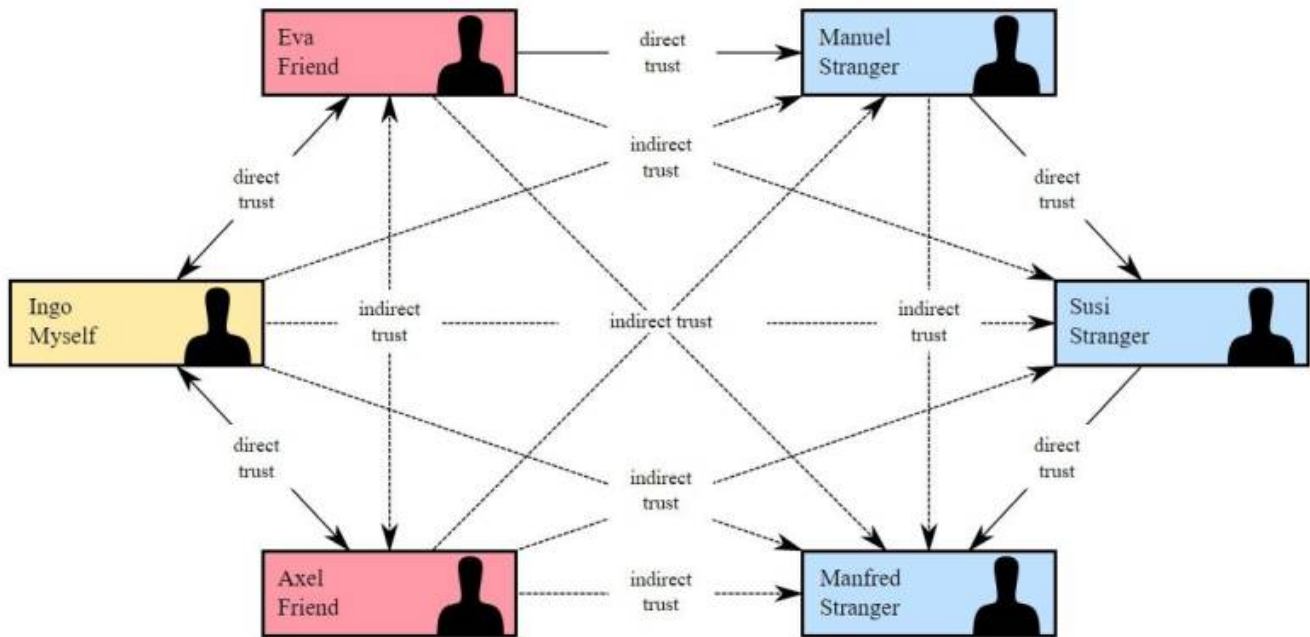 Eva
Friend
direct
trust
Manuel
Stranger
indirect
trust
direct
trust
direct
trust
Ingo
Myself
indirect
trust
indirect trust
indirect
trust
Susi
Stranger
direct
trust
indirect
trust
direct
trust
Axel
Friend
indirect
trust
Manfred
Stranger